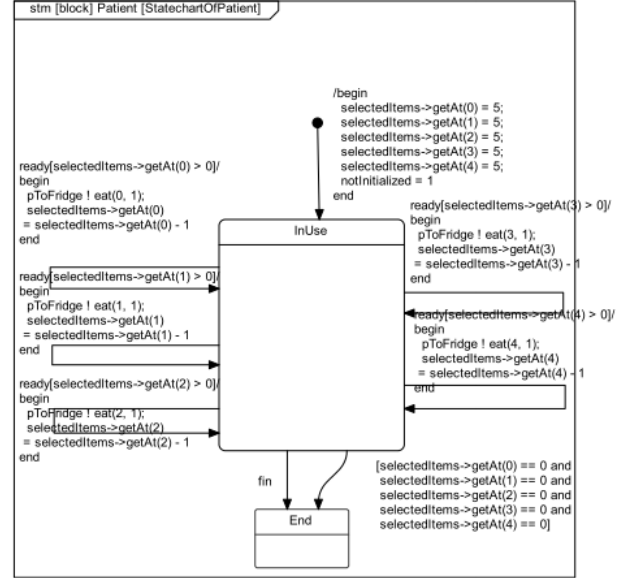 stm [block] Patient [StatechartOfPatient]
/begin
selectedItems->getAt(0) = 5;
selectedItems->getAt(1) = 5;
selectedItems->getAt(2) = 5;
selectedItems->getAt(3) = 5;
selectedItems->getAt(4) = 5;
notInitialized = 1
end
ready[selectedItems->getAt(0) > 0]/
begin
pToFridge ! eat(0, 1);
selectedItems->getAt(0)
= selectedItems->getAt(0) - 1
end
ready[selectedItems->getAt(1) > 0]/
begin
pToFridge ! eat(1, 1);
selectedItems->getAt(1)
= selectedItems->getAt(1) - 1
end
ready[selectedItems->getAt(2) > 0]/
begin
pToFridge ! eat(2, 1);
selectedItems->getAt(2)
= selectedItems->getAt(2) - 1
end
InUse
ready[selectedItems->getAt(3) > 0]/
begin
pToFridge ! eat(3, 1);
selectedItems->getAt(3)
= selectedItems->getAt(3) - 1
end
ready[selectedItems->getAt(4) > 0]/
begin
pToFridge ! eat(4, 1);
selectedItems->getAt(4)
= selectedItems->getAt(4) - 1
end
fin
[selectedItems->getAt(0) == 0 and
selectedItems->getAt(1) == 0 and
selectedItems->getAt(2) == 0 and
selectedItems->getAt(3) == 0 and
selectedItems->getAt(4) == 0]
End